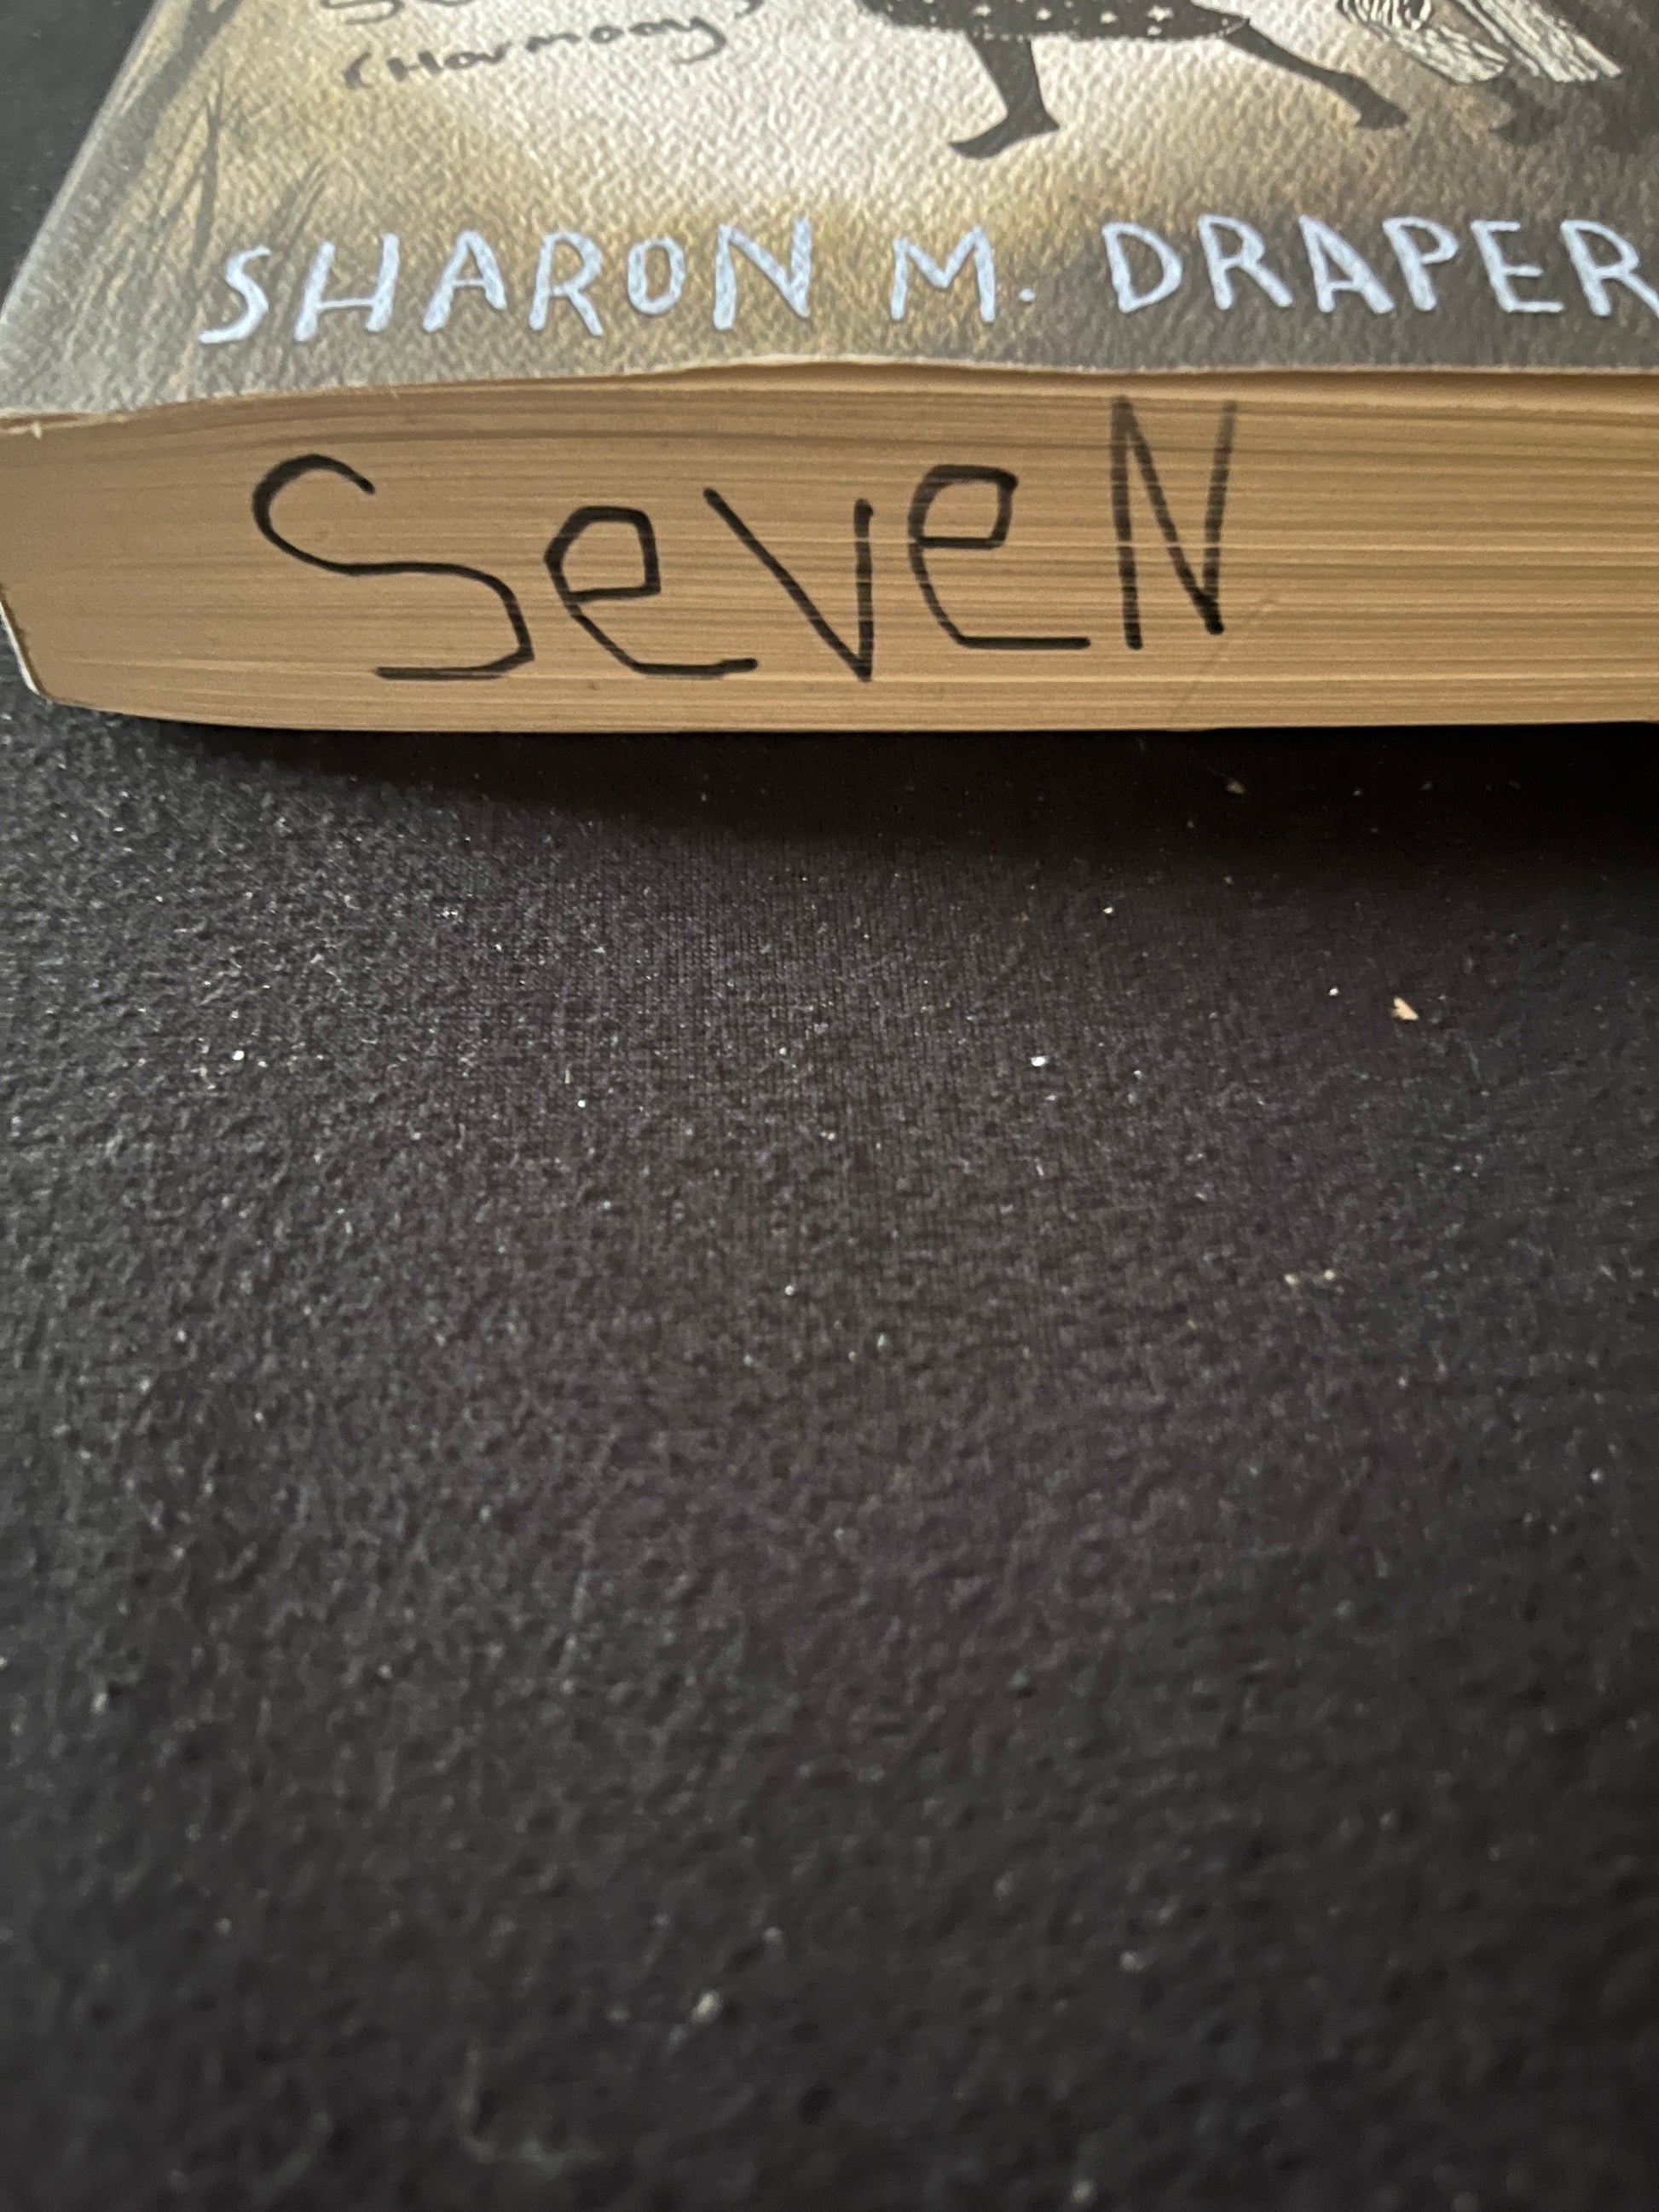 (Harmony)
SHARON M. DRAPER
SeveN